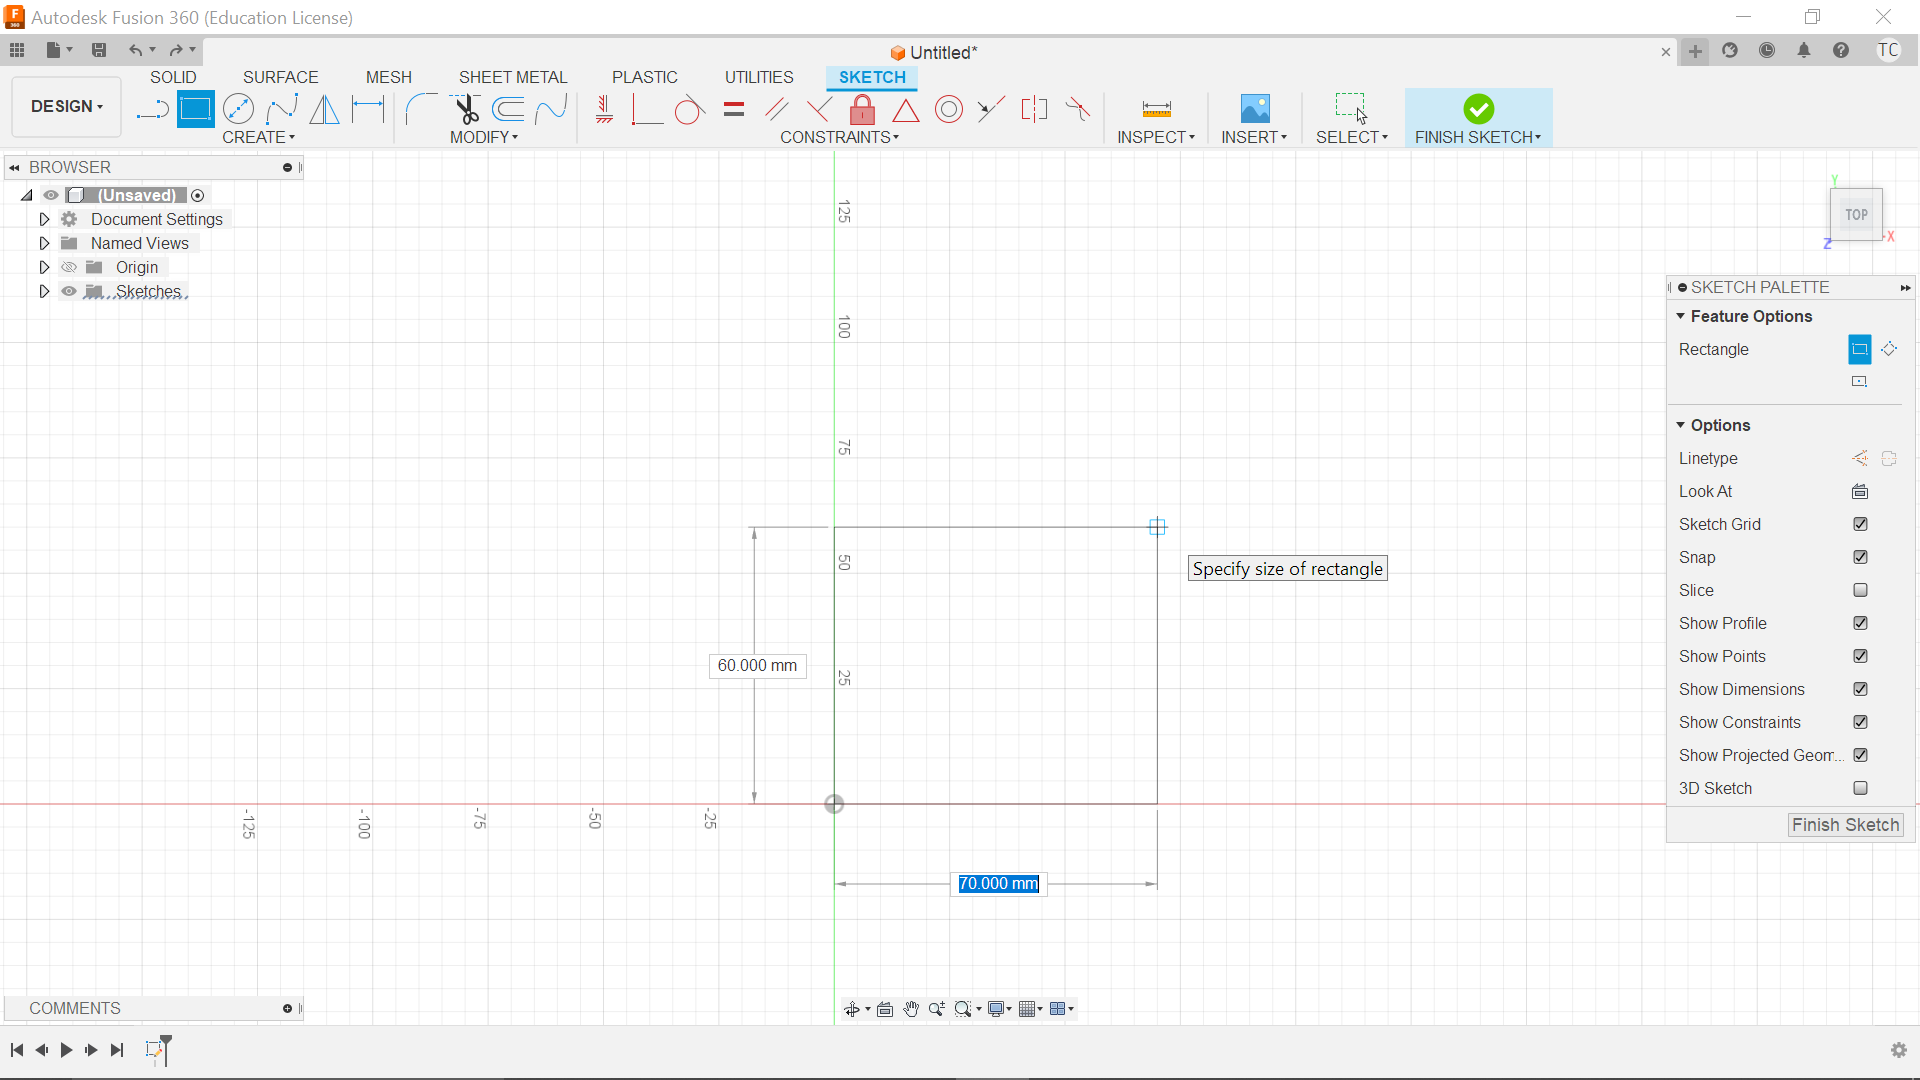 Autodesk Fusion 360 (Education License)
Untitled*
TC
SOLID SURFACE MESH SHEET METAL PLASTIC UTILITIES SKETCH
DESIGN
CREATE MODIFY CONSTRAINTS INSPECT INSERT SELECT FINISH SKETCH
BROWSER
(Unsaved)
Document Settings
Named Views
Origin
Sketches
125
100
75
50
25
Y
TOP
Z
X
SKETCH PALETTE
Feature Options
Rectangle
Options
Linetype
Look At
Sketch Grid
Snap
Slice
Show Profile
Show Points
Show Dimensions
Show Constraints
Show Projected Geom...
3D Sketch
Finish Sketch
Specify size of rectangle
60.000 mm
-125 -100 -75 -50 -25
70.000 mm
COMMENTS